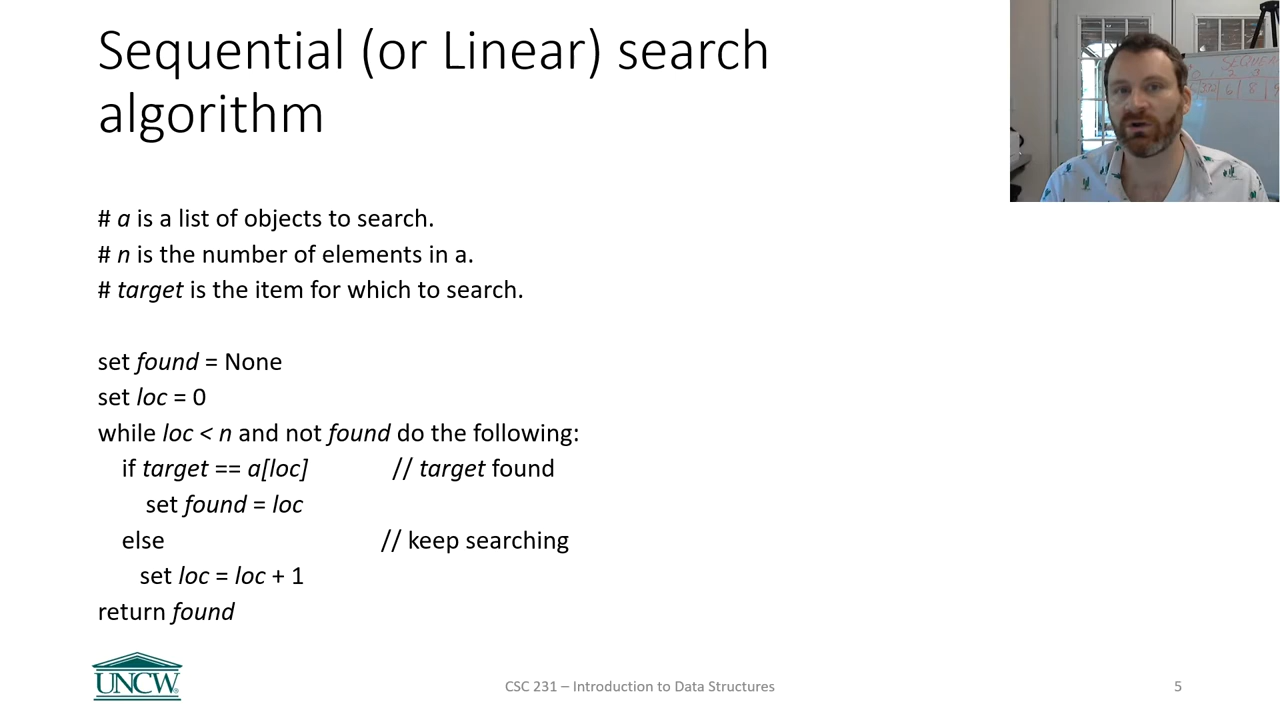 Sequential (or Linear) search
algorithm
# a is a list of objects to search.
# n is the number of elements in a.
# target is the item for which to search.
set found = None
set loc = 0
while loc < n and not found do the following:
if target == a[loc] // target found
set found = loc
else // keep searching
set loc = loc + 1
return found
UNCW
CSC 231 – Introduction to Data Structures
5